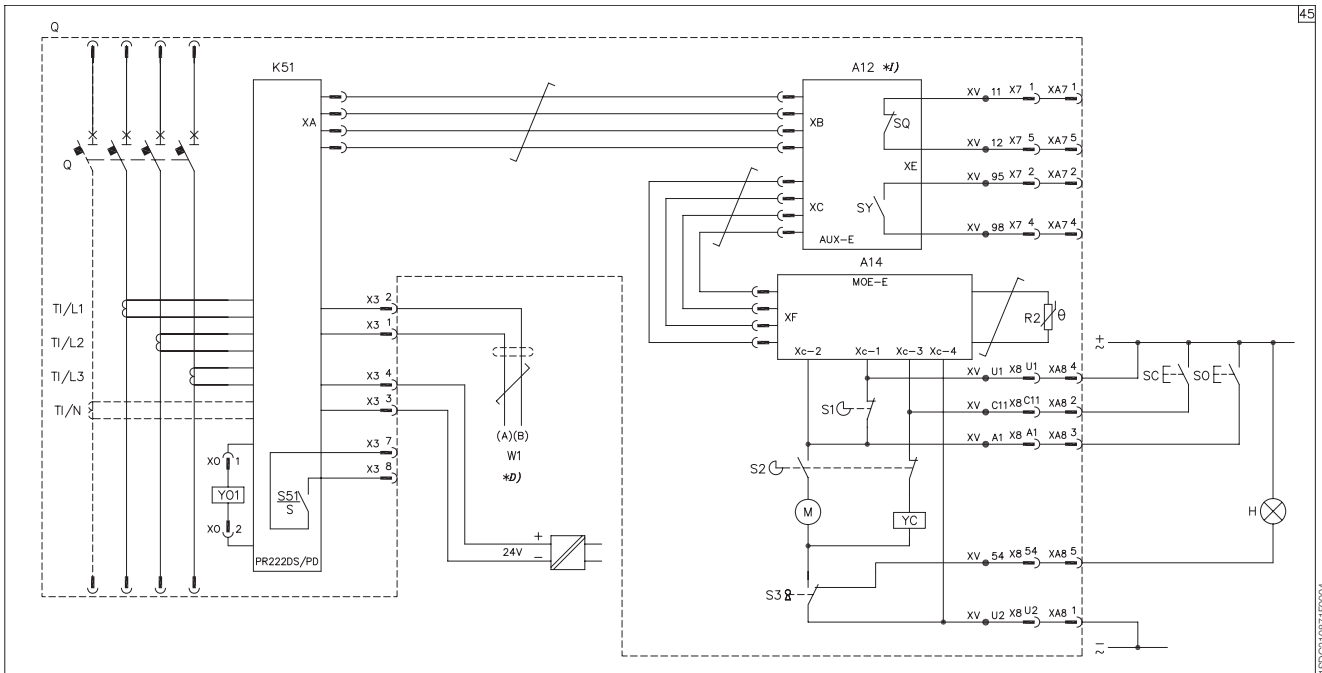 45
Q
K51
A12 *I)
XA
XB
SQ
XV 11 X7 1 XA7 1
XV 12 X7 5 XA7 5
XE
XV 95 X7 2 XA7 2
XC
SY
XV 98 X7 4 XA7 4
AUX-E
Q
A14
MOE-E
XF
R2 θ
Xc-2 Xc-1 Xc-3 Xc-4
TI/L1
TI/L2
TI/L3
TI/N
X3 2
X3 1
X3 4
X3 3
X3 7
X3 8
(A)(B)
W1
*D)
+
~
XV U1 X8 U1 XA8 4
SC
SO
S1
XV C11 X8 C11 XA8 2
XV A1 X8 A1 XA8 3
S2
M
YC
H
XO 1
YO1
XO 2
S51
S
PR222DS/PD
+
24V
−
XV 54 X8 54 XA8 5
S3
XV U2 X8 U2 XA8 1
−
~